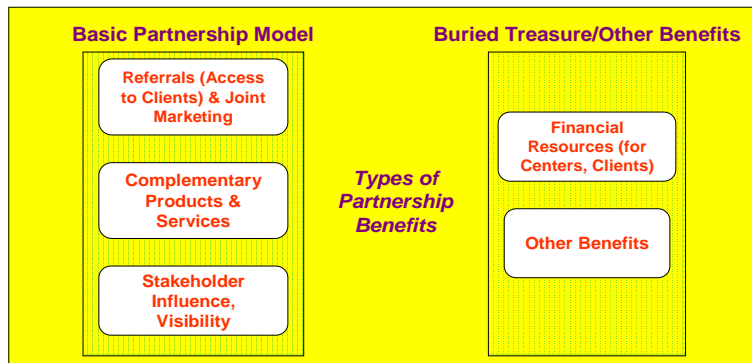 Basic Partnership Model
Referrals (Access
to Clients) & Joint
Marketing
Complementary
Products &
Services
Stakeholder
Influence,
Visibility
Types of
Partnership
Benefits
Buried Treasure/Other Benefits
Financial
Resources (for
Centers, Clients)
Other Benefits